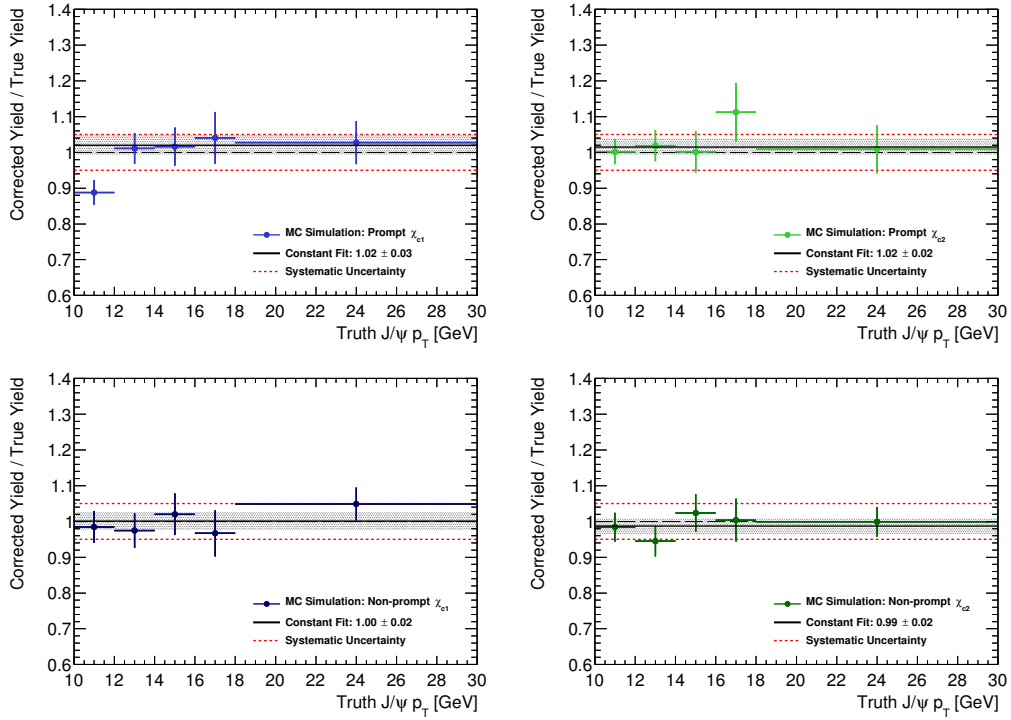 Corrected Yield / True Yield
1.4
1.3
1.2
1.1
1
0.9
0.8
0.7
0.6
MC Simulation: Prompt χc1
Constant Fit: 1.02 ± 0.03
Systematic Uncertainty
10 12 14 16 18 20 22 24 26 28 30
Truth J/ψ pT [GeV]
Corrected Yield / True Yield
1.4
1.3
1.2
1.1
1
0.9
0.8
0.7
0.6
MC Simulation: Prompt χc2
Constant Fit: 1.02 ± 0.02
Systematic Uncertainty
10 12 14 16 18 20 22 24 26 28 30
Truth J/ψ pT [GeV]
Corrected Yield / True Yield
1.4
1.3
1.2
1.1
1
0.9
0.8
0.7
0.6
MC Simulation: Non-prompt χc1
Constant Fit: 1.00 ± 0.02
Systematic Uncertainty
10 12 14 16 18 20 22 24 26 28 30
Truth J/ψ pT [GeV]
Corrected Yield / True Yield
1.4
1.3
1.2
1.1
1
0.9
0.8
0.7
0.6
MC Simulation: Non-prompt χc2
Constant Fit: 0.99 ± 0.02
Systematic Uncertainty
10 12 14 16 18 20 22 24 26 28 30
Truth J/ψ pT [GeV]